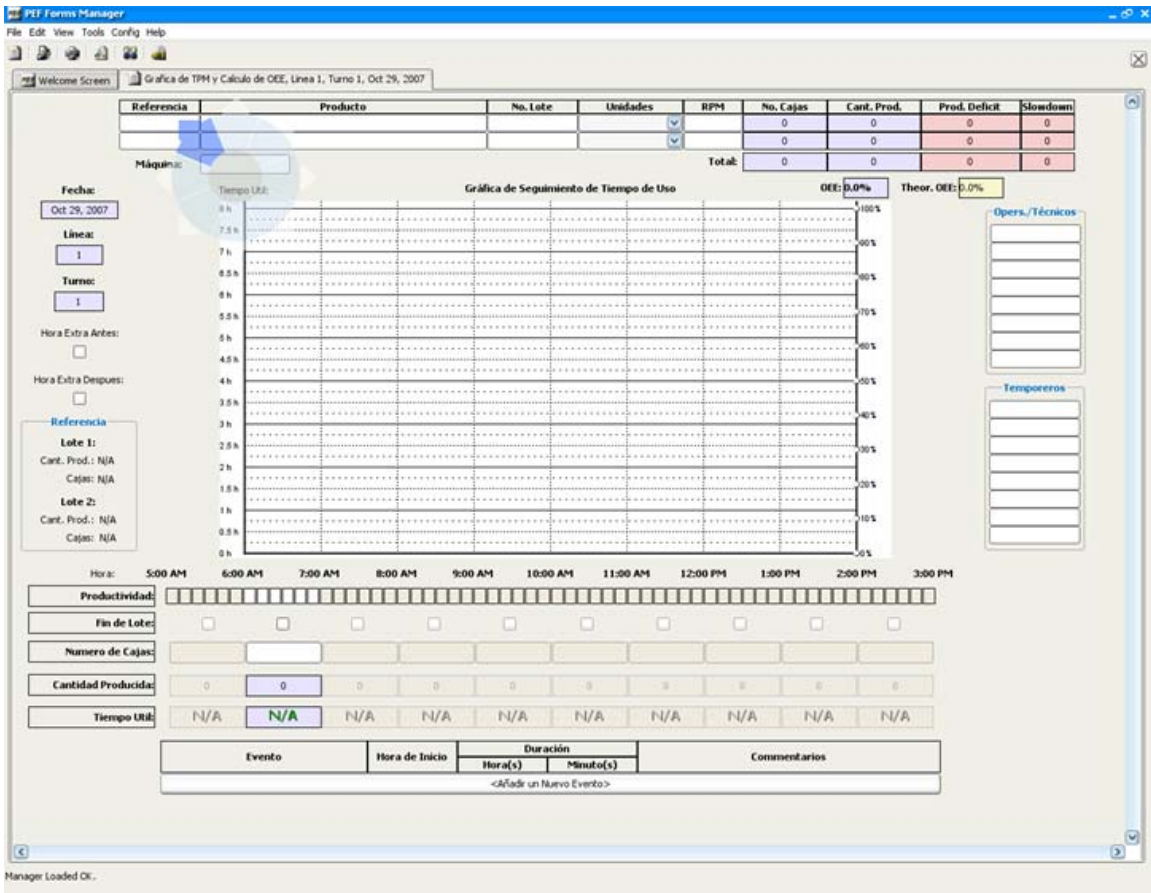 PEF Forms Manager
File Edit View Tools Config Help
Welcome Screen Grafica de TPM y Calculo de OEE, Linea 1, Turno 1, Oct 29, 2007
Referencia Producto No. Lote Unidades RPM No. Cajas Cant. Prod. Prod. Deficit Slowdown
0 0 0 0
0 0 0 0
Máquina: Total: 0 0 0 0
Fecha: Tiempo Util: Gráfica de Seguimiento de Tiempo de Uso OEE: 0.0% Theor. OEE: 0.0%
Oct 29, 2007
Línea:
1
Turno:
1
Hora Extra Antes:
Hora Extra Despues:
Referencia
Lote 1:
Cant. Prod.: N/A
Cajas: N/A
Lote 2:
Cant. Prod.: N/A
Cajas: N/A
8 h
7.5 h
7 h
6.5 h
6 h
5.5 h
5 h
4.5 h
4 h
3.5 h
3 h
2.5 h
2 h
1.5 h
1 h
0.5 h
0 h
100%
90%
80%
70%
60%
50%
40%
30%
20%
10%
0%
Opers./Técnicos
Temporeros
Hora: 5:00 AM 6:00 AM 7:00 AM 8:00 AM 9:00 AM 10:00 AM 11:00 AM 12:00 PM 1:00 PM 2:00 PM 3:00 PM
Productividad:
Fin de Lote:
Numero de Cajas:
Cantidad Producida: 0 0 0 0 0 0 0 0 0 0
Tiempo Util: N/A N/A N/A N/A N/A N/A N/A N/A N/A N/A
Evento Hora de Inicio Duración Commentarios
Hora(s) Minuto(s)
<Añadir un Nuevo Evento>
Manager Loaded OK.